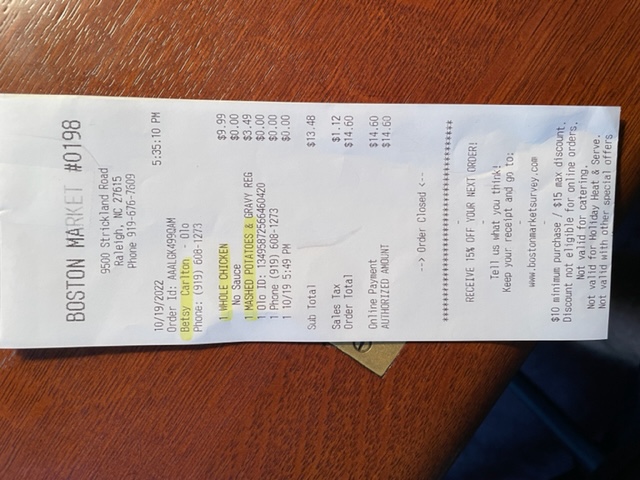 BOSTON MARKET #0198
9500 Strickland Road
Raleigh, NC 27615
Phone 919-676-7609
10/19/2022 5:35:10 PM
Order Id: AAALGK499QAM
Betsy Carlton - Olo
Phone: (919) 608-1273
1 WHOLE CHICKEN $9.99
No Sauce $0.00
1 MASHED POTATOES & GRAVY REG $3.49
1 Olo ID: 13495872566460420 $0.00
1 Phone (919) 608-1273 $0.00
1 10/19 5:49 PM $0.00
Sub Total $13.48
Sales Tax $1.12
Order Total $14.60
Online Payment $14.60
AUTHORIZED AMOUNT $14.60
--> Order Closed <--
RECEIVE 15% OFF YOUR NEXT ORDER!
Tell us what you think!
Keep your receipt and go to:
www.bostonmarketsurvey.com
$10 minimum purchase / $15 max discount.
Discount not eligible for online orders.
Not valid for catering.
Not valid for Holiday Heat & Serve.
Not valid with other special offers